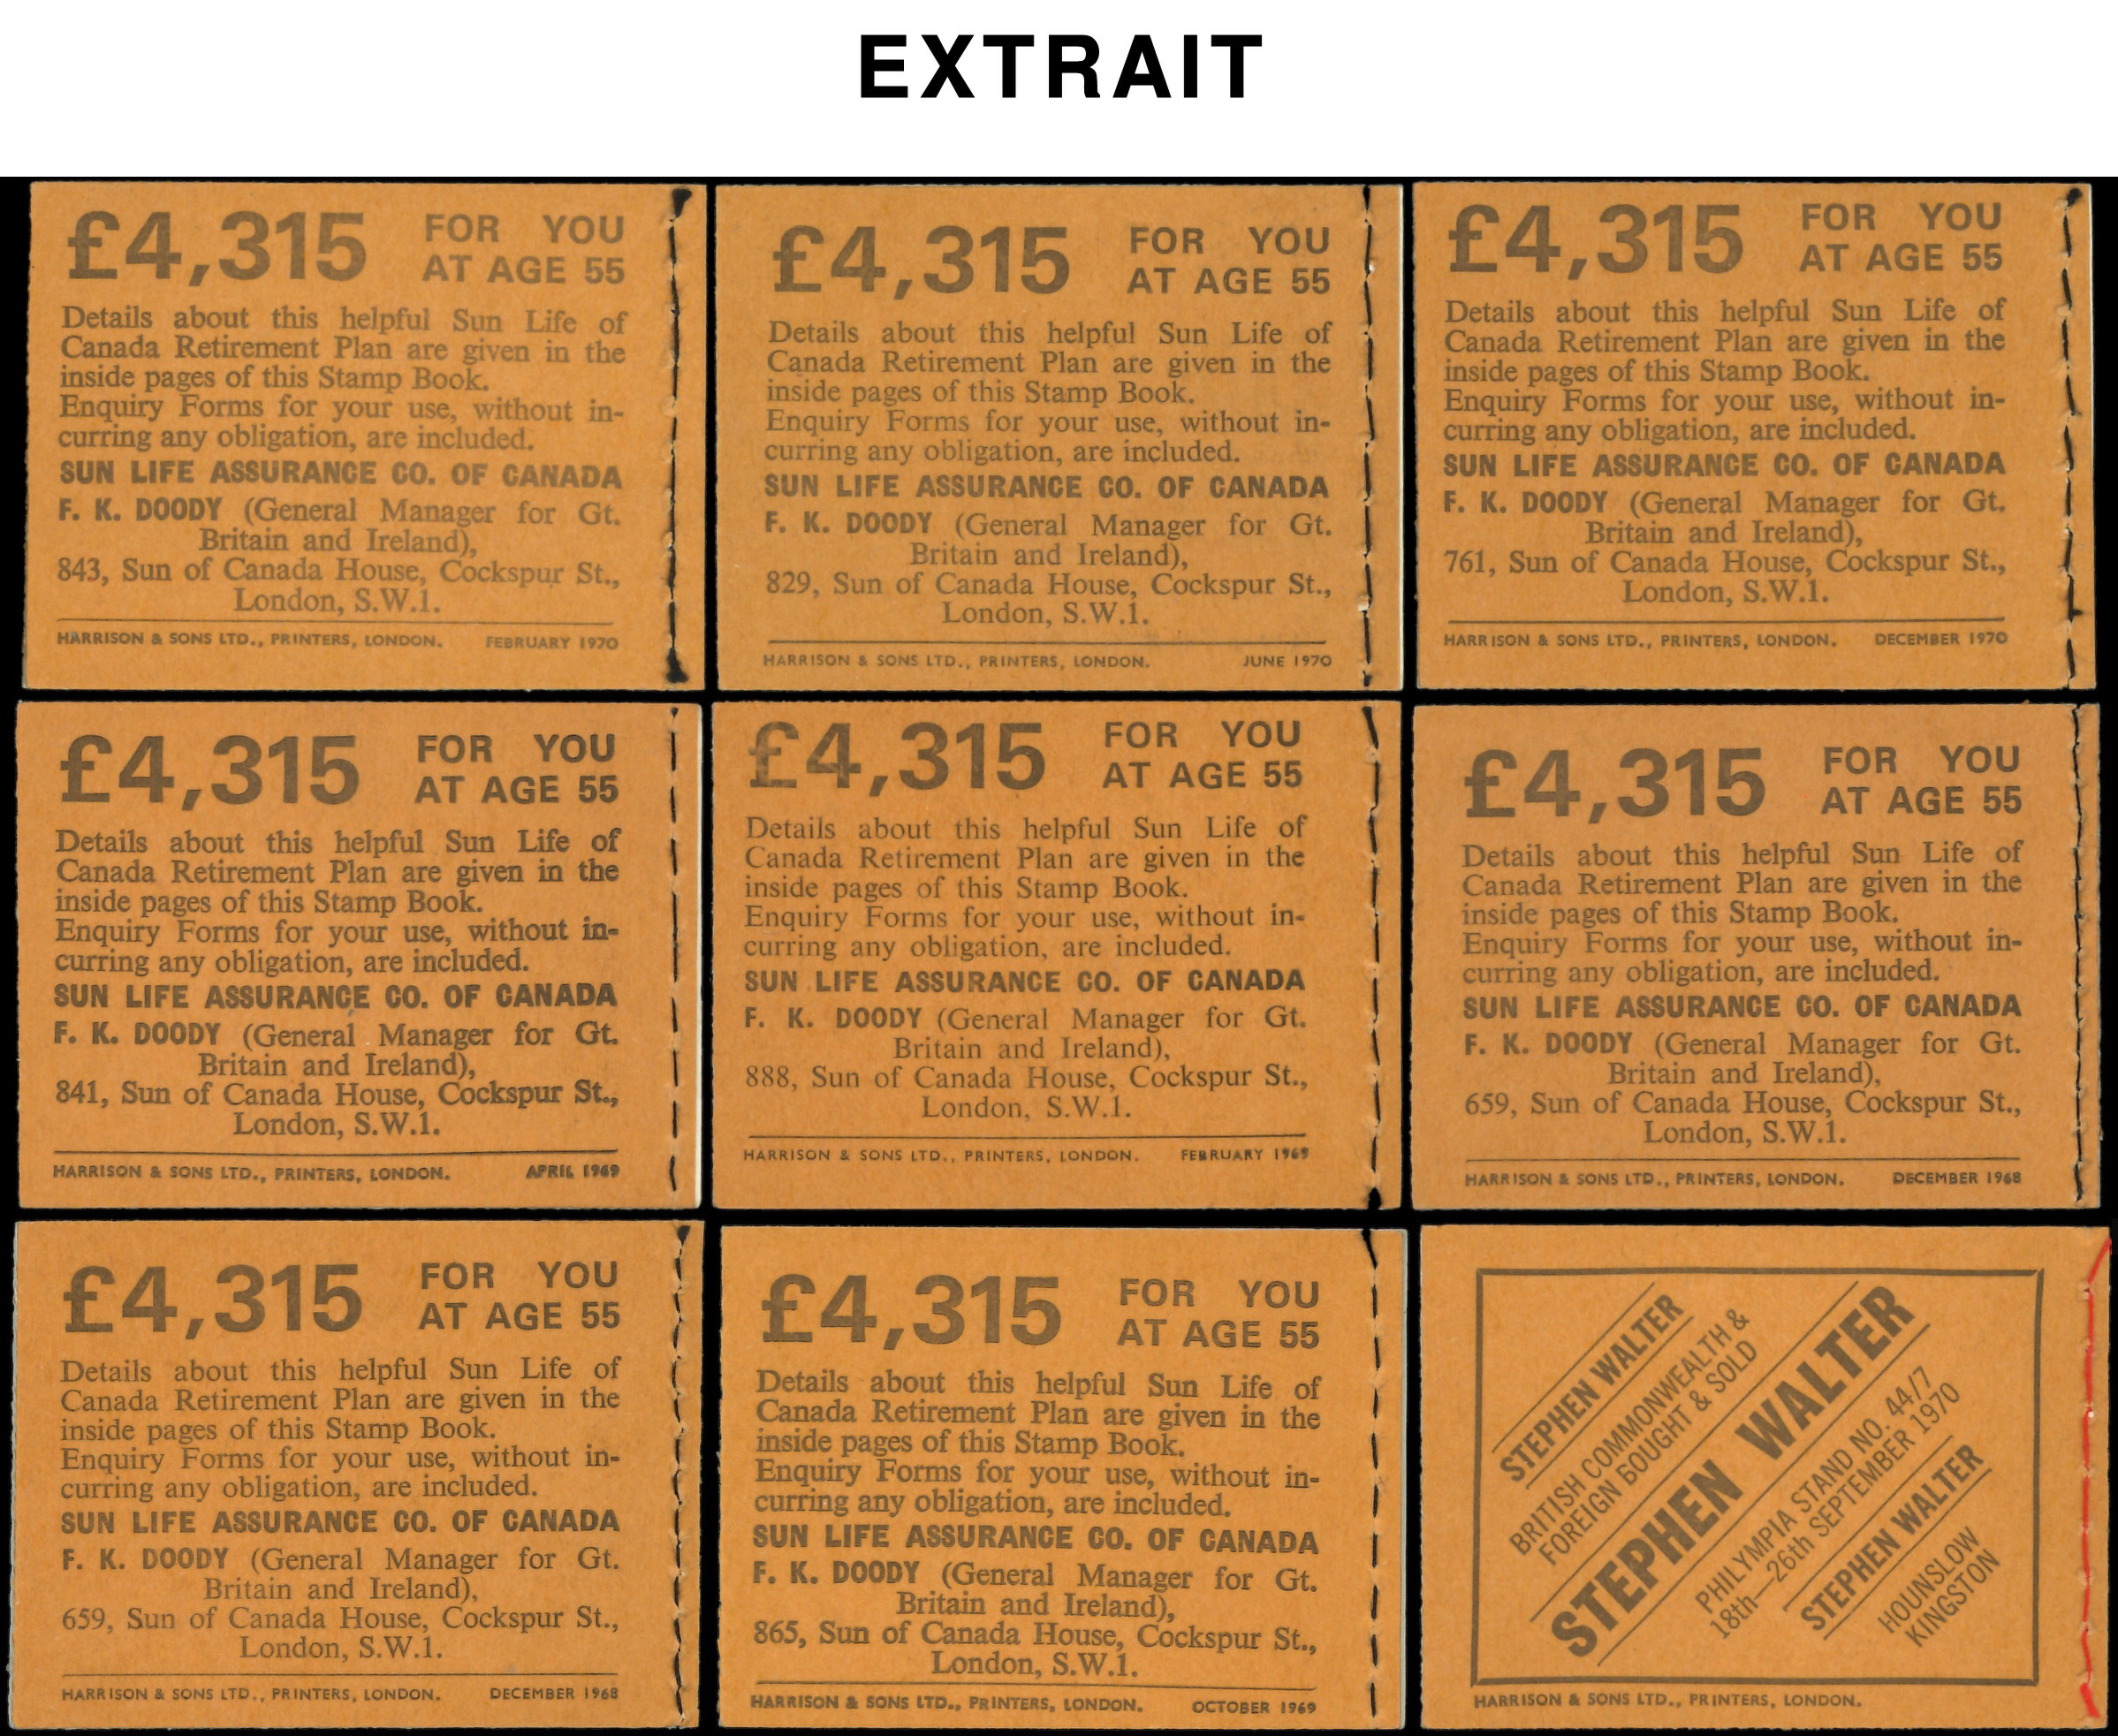 EXTRAIT
£4,315 FOR YOU
AT AGE 55
Details about this helpful Sun Life of
Canada Retirement Plan are given in the
inside pages of this Stamp Book.
Enquiry Forms for your use, without in-
curring any obligation, are included.
SUN LIFE ASSURANCE CO. OF CANADA
F. K. DOODY (General Manager for Gt.
Britain and Ireland),
843, Sun of Canada House, Cockspur St.,
London, S.W.1.
HARRISON & SONS LTD., PRINTERS, LONDON. FEBRUARY 1970
£4,315 FOR YOU
AT AGE 55
Details about this helpful Sun Life of
Canada Retirement Plan are given in the
inside pages of this Stamp Book.
Enquiry Forms for your use, without in-
curring any obligation, are included.
SUN LIFE ASSURANCE CO. OF CANADA
F. K. DOODY (General Manager for Gt.
Britain and Ireland),
829, Sun of Canada House, Cockspur St.,
London, S.W.1.
HARRISON & SONS LTD., PRINTERS, LONDON. JUNE 1970
£4,315 FOR YOU
AT AGE 55
Details about this helpful Sun Life of
Canada Retirement Plan are given in the
inside pages of this Stamp Book.
Enquiry Forms for your use, without in-
curring any obligation, are included.
SUN LIFE ASSURANCE CO. OF CANADA
F. K. DOODY (General Manager for Gt.
Britain and Ireland),
761, Sun of Canada House, Cockspur St.,
London, S.W.1.
HARRISON & SONS LTD., PRINTERS, LONDON. DECEMBER 1970
£4,315 FOR YOU
AT AGE 55
Details about this helpful Sun Life of
Canada Retirement Plan are given in the
inside pages of this Stamp Book.
Enquiry Forms for your use, without in-
curring any obligation, are included.
SUN LIFE ASSURANCE CO. OF CANADA
F. K. DOODY (General Manager for Gt.
Britain and Ireland),
841, Sun of Canada House, Cockspur St.,
London, S.W.1.
HARRISON & SONS LTD., PRINTERS, LONDON. APRIL 1969
£4,315 FOR YOU
AT AGE 55
Details about this helpful Sun Life of
Canada Retirement Plan are given in the
inside pages of this Stamp Book.
Enquiry Forms for your use, without in-
curring any obligation, are included.
SUN LIFE ASSURANCE CO. OF CANADA
F. K. DOODY (General Manager for Gt.
Britain and Ireland),
888, Sun of Canada House, Cockspur St.,
London, S.W.1.
HARRISON & SONS LTD., PRINTERS, LONDON. FEBRUARY 1969
£4,315 FOR YOU
AT AGE 55
Details about this helpful Sun Life of
Canada Retirement Plan are given in the
inside pages of this Stamp Book.
Enquiry Forms for your use, without in-
curring any obligation, are included.
SUN LIFE ASSURANCE CO. OF CANADA
F. K. DOODY (General Manager for Gt.
Britain and Ireland),
659, Sun of Canada House, Cockspur St.,
London, S.W.1.
HARRISON & SONS LTD., PRINTERS, LONDON. DECEMBER 1968
£4,315 FOR YOU
AT AGE 55
Details about this helpful Sun Life of
Canada Retirement Plan are given in the
inside pages of this Stamp Book.
Enquiry Forms for your use, without in-
curring any obligation, are included.
SUN LIFE ASSURANCE CO. OF CANADA
F. K. DOODY (General Manager for Gt.
Britain and Ireland),
659, Sun of Canada House, Cockspur St.,
London, S.W.1.
HARRISON & SONS LTD., PRINTERS, LONDON. DECEMBER 1968
£4,315 FOR YOU
AT AGE 55
Details about this helpful Sun Life of
Canada Retirement Plan are given in the
inside pages of this Stamp Book.
Enquiry Forms for your use, without in-
curring any obligation, are included.
SUN LIFE ASSURANCE CO. OF CANADA
F. K. DOODY (General Manager for Gt.
Britain and Ireland),
865, Sun of Canada House, Cockspur St.,
London, S.W.1.
HARRISON & SONS LTD., PRINTERS, LONDON. OCTOBER 1969
STEPHEN WALTER
BRITISH COMMONWEALTH &
FOREIGN BOUGHT & SOLD
STEPHEN WALTER
PHILYMPIA STAND NO. 44/7
18th—26th SEPTEMBER 1970
STEPHEN WALTER
HOUNSLOW
KINGSTON
HARRISON & SONS LTD., PRINTERS, LONDON.